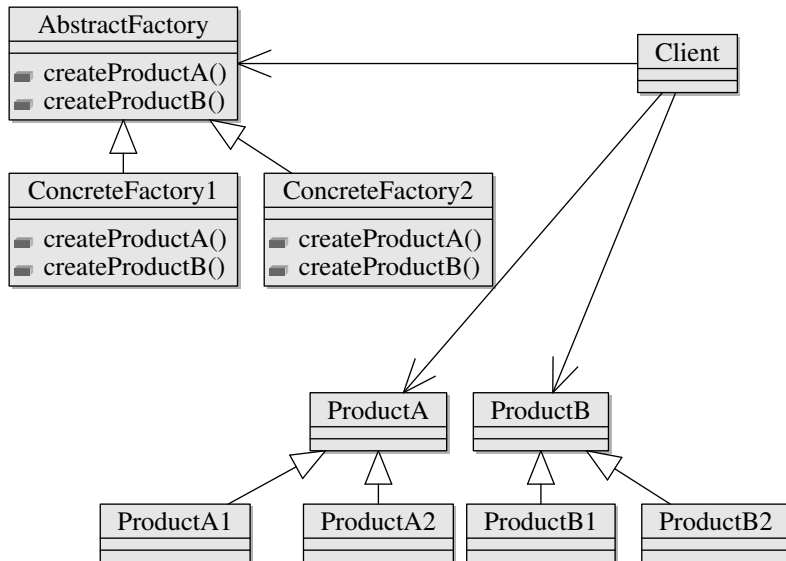 AbstractFactory
createProductA()
createProductB()
Client
ConcreteFactory1
createProductA()
createProductB()
ConcreteFactory2
createProductA()
createProductB()
ProductA
ProductB
ProductA1
ProductA2
ProductB1
ProductB2